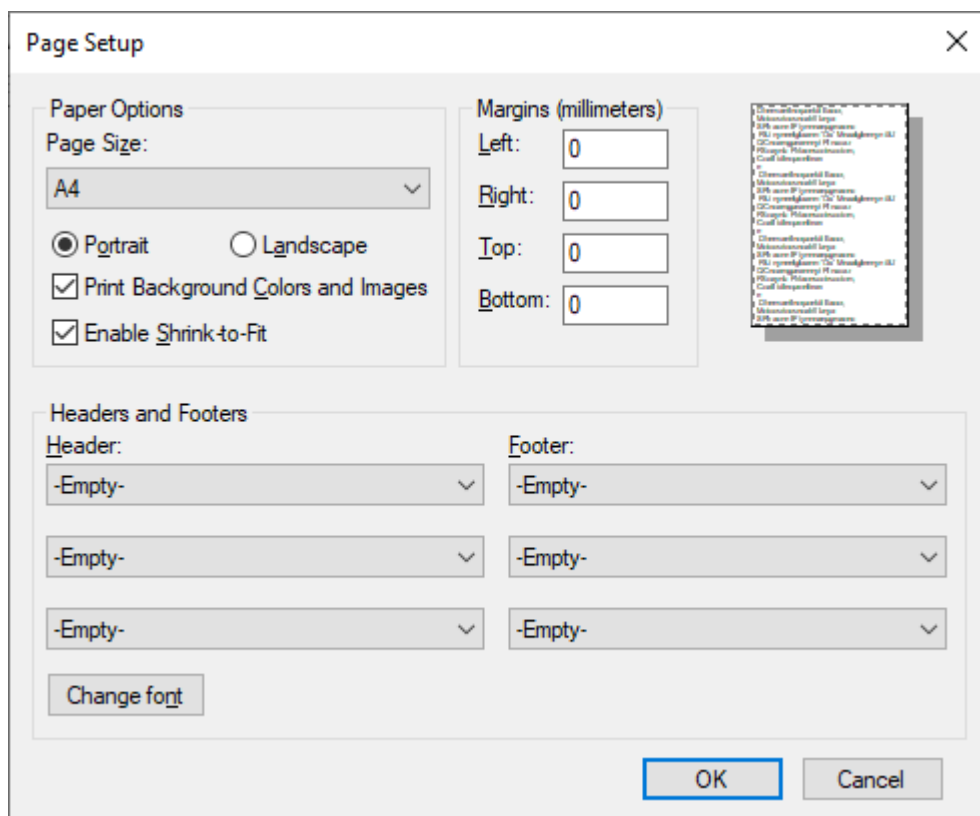 Page Setup
Paper Options
Page Size:
A4
Portrait
Landscape
Print Background Colors and Images
Enable Shrink-to-Fit
Margins (millimeters)
Left:
0
Right:
0
Top:
0
Bottom:
0
Headers and Footers
Header:
Footer:
-Empty-
-Empty-
-Empty-
-Empty-
-Empty-
-Empty-
Change font
OK
Cancel